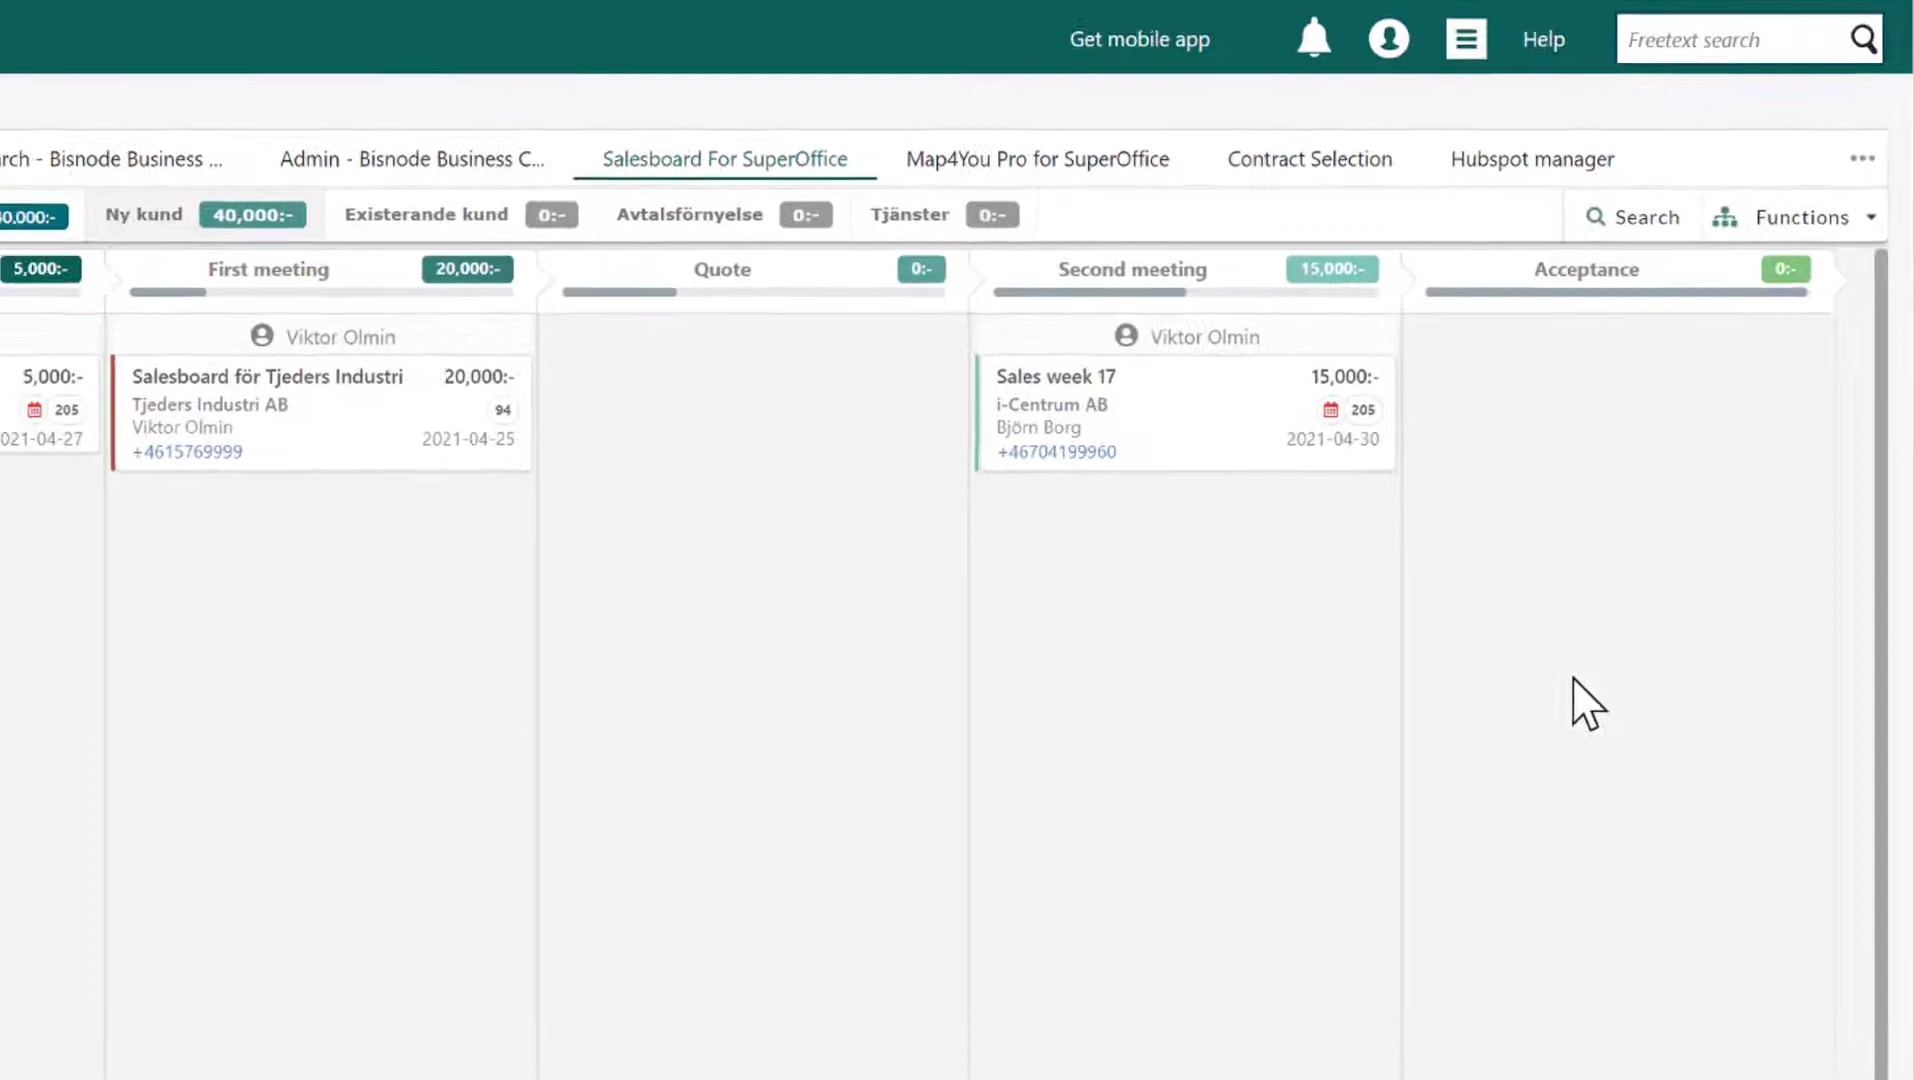 Get mobile app Help Freetext search
rch - Bisnode Business ... Admin - Bisnode Business C... Salesboard For SuperOffice Map4You Pro for SuperOffice Contract Selection Hubspot manager
0,000:- Ny kund 40,000:- Existerande kund 0:- Avtalsförnyelse 0:- Tjänster 0:- Search Functions
5,000:- First meeting 20,000:- Quote 0:- Second meeting 15,000:- Acceptance 0:-
Viktor Olmin Viktor Olmin
5,000:- Salesboard för Tjeders Industri 20,000:- Sales week 17 15,000:-
205 Tjeders Industri AB 94 i-Centrum AB 205
021-04-27 Viktor Olmin 2021-04-25 Björn Borg 2021-04-30
+4615769999 +46704199960